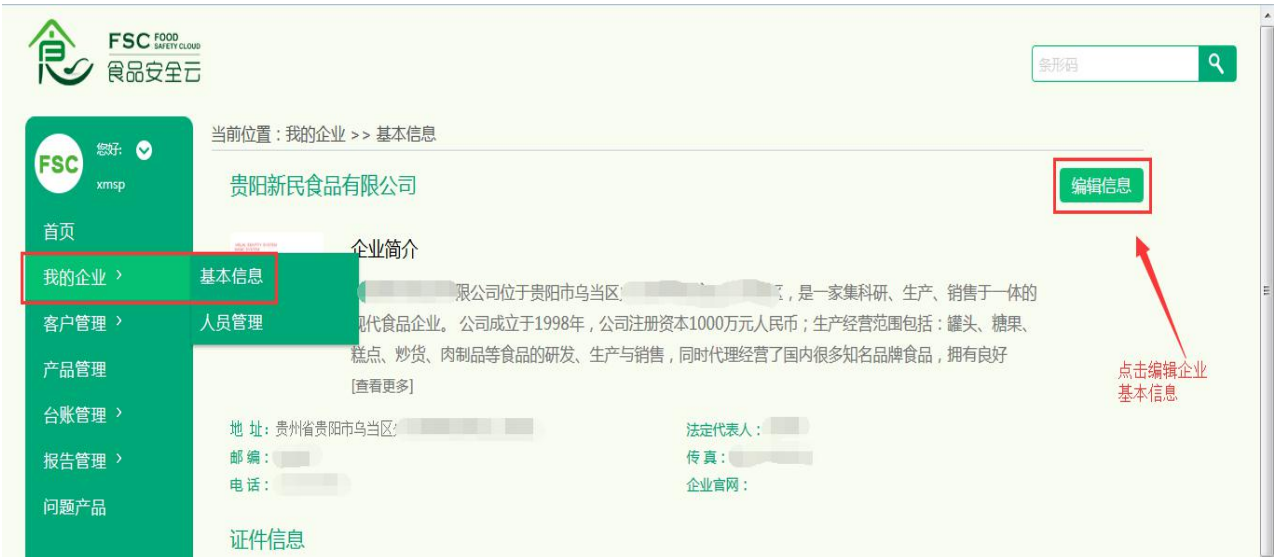 食
FSC FOOD SAFETY CLOUD
食品安全云
条形码
当前位置：我的企业 >> 基本信息
FSC
您好:
xmsp
贵阳新民食品有限公司
编辑信息
首页
企业简介
我的企业 >
基本信息
限公司位于贵阳市乌当区 区，是一家集科研、生产、销售于一体的
客户管理 >
人员管理
现代食品企业。 公司成立于1998年，公司注册资本1000万元人民币；生产经营范围包括：罐头、糖果、
糕点、炒货、肉制品等食品的研发、生产与销售，同时代理经营了国内很多知名品牌食品，拥有良好
产品管理
[查看更多]
点击编辑企业
基本信息
台账管理 >
地 址: 贵州省贵阳市乌当区
法定代表人：
报告管理 >
邮 编：
传 真：
电 话：
企业官网：
问题产品
证件信息